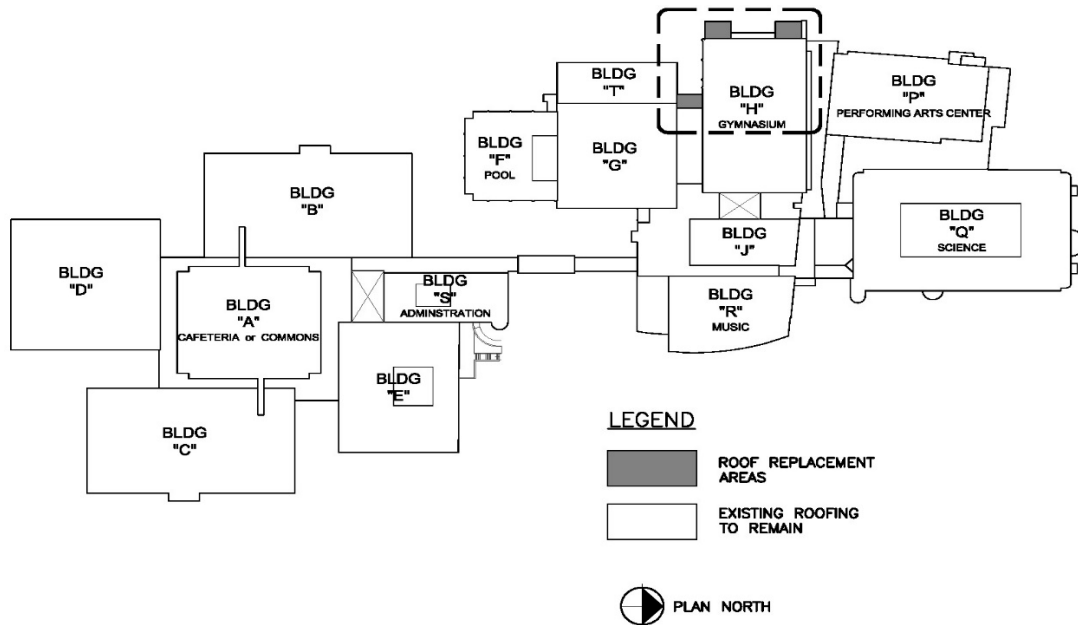 BLDG
"T"
BLDG
"H"
GYMNASIUM
BLDG
"P"
PERFORMING ARTS CENTER
BLDG
"F"
POOL
BLDG
"G"
BLDG
"B"
BLDG
"Q"
SCIENCE
BLDG
"J"
BLDG
"D"
BLDG
"S"
ADMINSTRATION
BLDG
"A"
CAFETERIA or COMMONS
BLDG
"R"
MUSIC
BLDG
"E"
BLDG
"C"
LEGEND
ROOF REPLACEMENT
AREAS
EXISTING ROOFING
TO REMAIN
PLAN NORTH